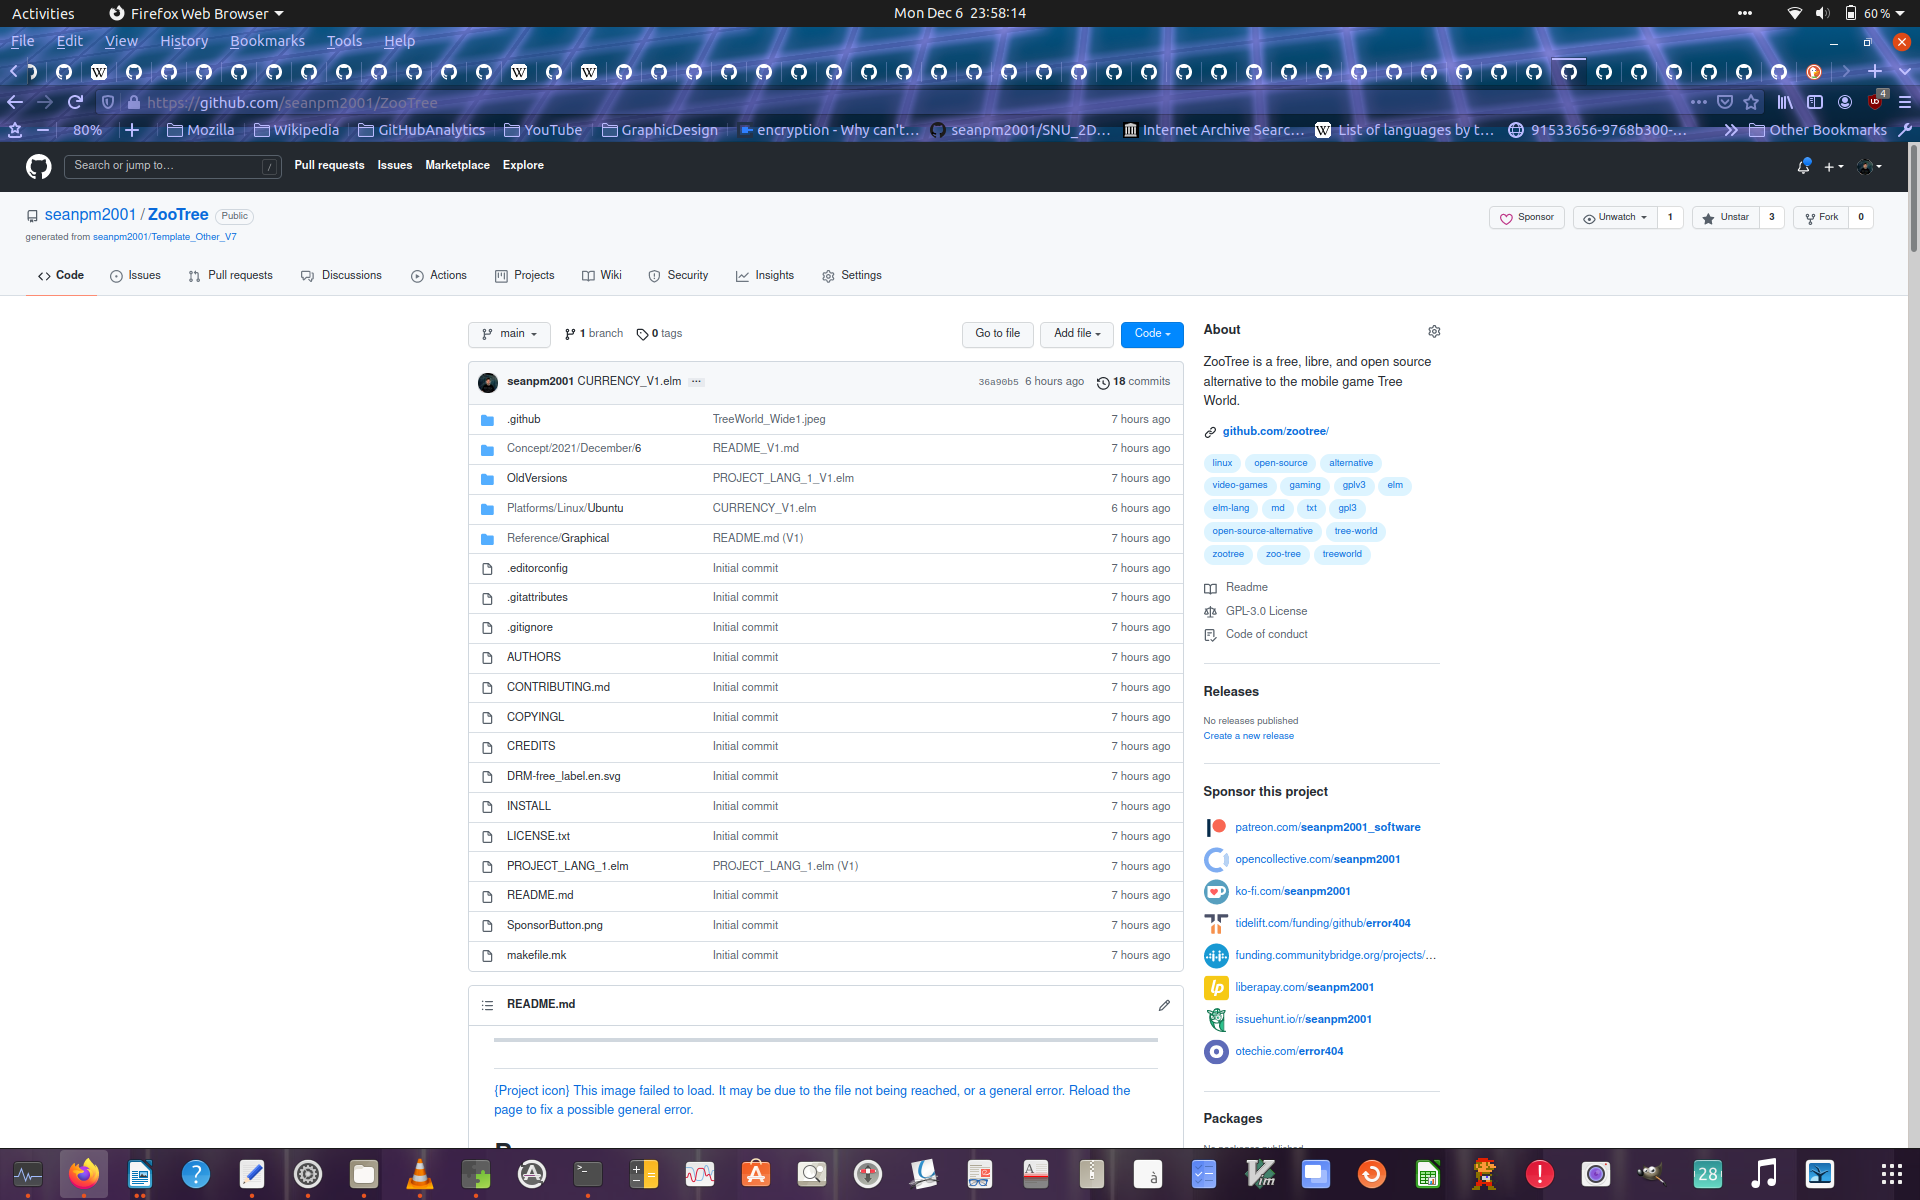 Activities Firefox Web Browser Mon Dec 6 23:58:14 60 %
File Edit View History Bookmarks Tools Help
https://github.com/seanpm2001/ZooTree 4
80% Mozilla Wikipedia GitHubAnalytics YouTube GraphicDesign encryption - Why can't... seanpm2001/SNU_2D... Internet Archive Searc... List of languages by t... 91533656-9768b300-... Other Bookmarks
Search or jump to... / Pull requests Issues Marketplace Explore
seanpm2001 / ZooTree Public Sponsor Unwatch 1 Unstar 3 Fork 0
generated from seanpm2001/Template_Other_V7
Code Issues Pull requests Discussions Actions Projects Wiki Security Insights Settings
main 1 branch 0 tags Go to file Add file Code
seanpm2001 CURRENCY_V1.elm ... 36a90b5 6 hours ago 18 commits
.github TreeWorld_Wide1.jpeg 7 hours ago
Concept/2021/December/6 README_V1.md 7 hours ago
OldVersions PROJECT_LANG_1_V1.elm 7 hours ago
Platforms/Linux/Ubuntu CURRENCY_V1.elm 6 hours ago
Reference/Graphical README.md (V1) 7 hours ago
.editorconfig Initial commit 7 hours ago
.gitattributes Initial commit 7 hours ago
.gitignore Initial commit 7 hours ago
AUTHORS Initial commit 7 hours ago
CONTRIBUTING.md Initial commit 7 hours ago
COPYINGL Initial commit 7 hours ago
CREDITS Initial commit 7 hours ago
DRM-free_label.en.svg Initial commit 7 hours ago
INSTALL Initial commit 7 hours ago
LICENSE.txt Initial commit 7 hours ago
PROJECT_LANG_1.elm PROJECT_LANG_1.elm (V1) 7 hours ago
README.md Initial commit 7 hours ago
SponsorButton.png Initial commit 7 hours ago
makefile.mk Initial commit 7 hours ago
README.md
{Project icon} This image failed to load. It may be due to the file not being reached, or a general error. Reload the
page to fix a possible general error.
About
ZooTree is a free, libre, and open source
alternative to the mobile game Tree
World.
github.com/zootree/
linux open-source alternative
video-games gaming gplv3 elm
elm-lang md txt gpl3
open-source-alternative tree-world
zootree zoo-tree treeworld
Readme
GPL-3.0 License
Code of conduct
Releases
No releases published
Create a new release
Sponsor this project
patreon.com/seanpm2001_software
opencollective.com/seanpm2001
ko-fi.com/seanpm2001
tidelift.com/funding/github/error404
funding.communitybridge.org/projects/...
liberapay.com/seanpm2001
issuehunt.io/r/seanpm2001
otechie.com/error404
Packages
28